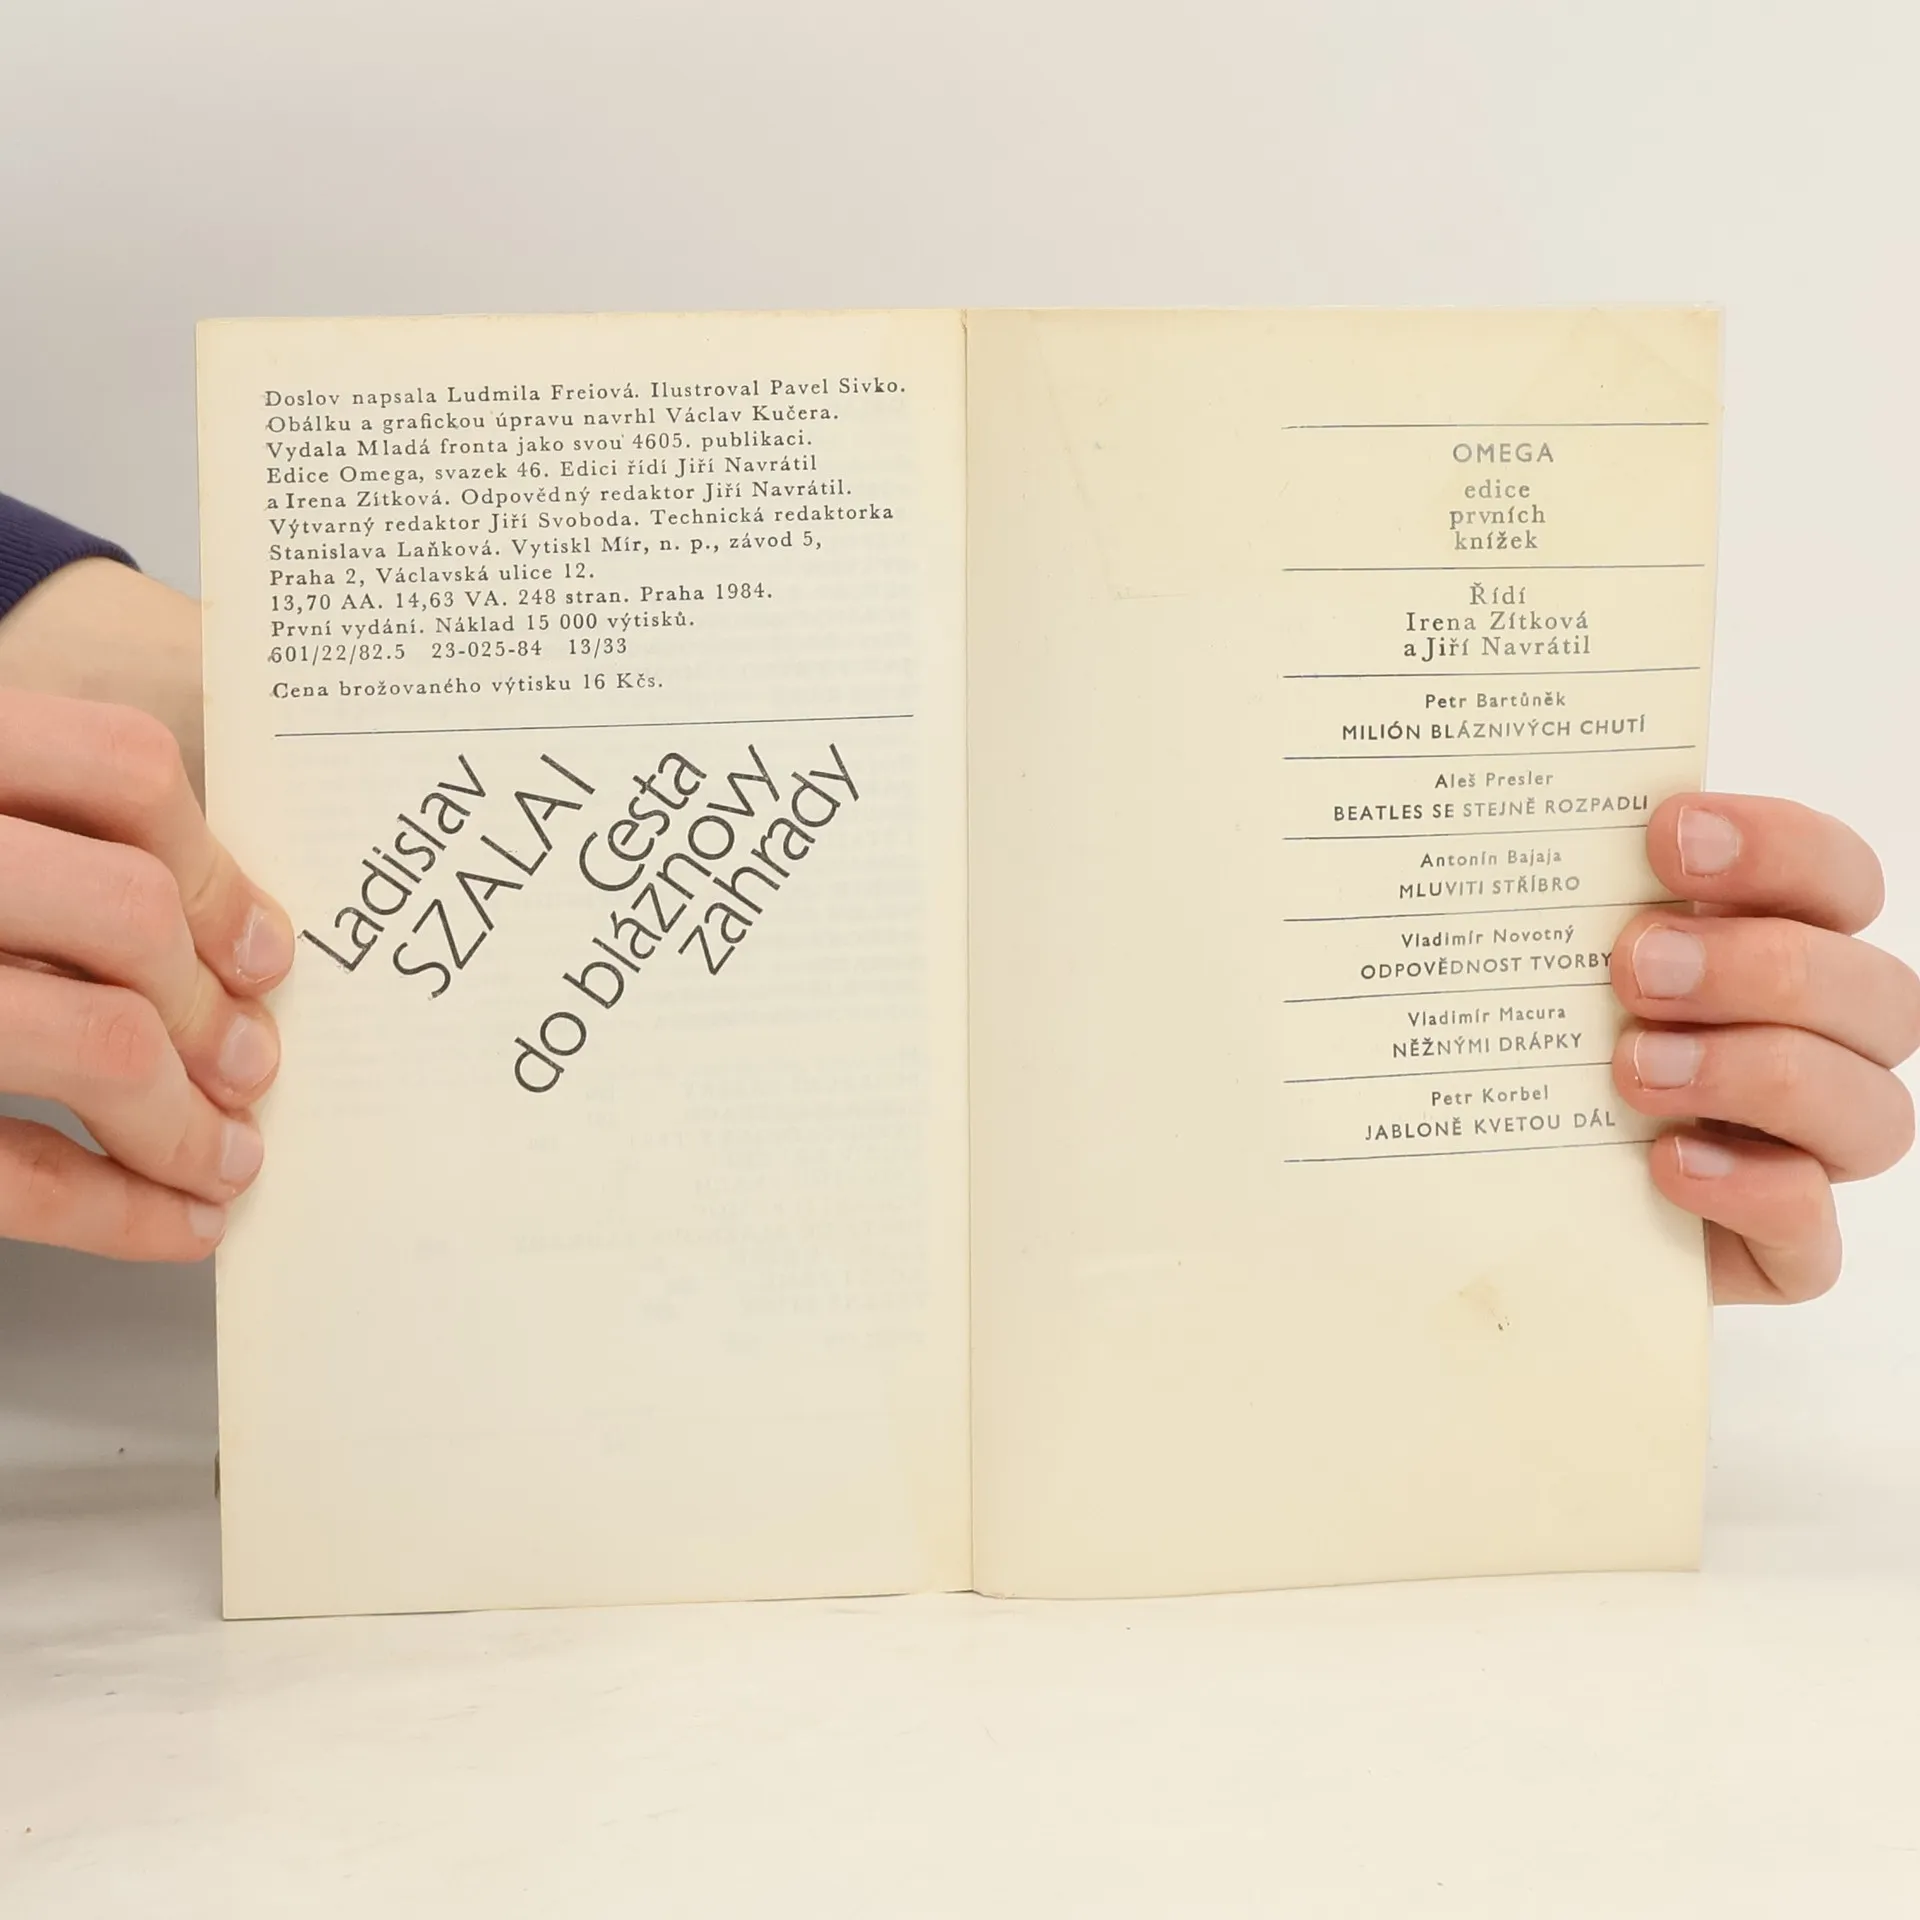 Doslov napsala Ludmila Freiová. Ilustroval Pavel Sivko.
Obálku a grafickou úpravu navrhl Václav Kučera.
Vydala Mladá fronta jako svou 4605. publikaci.
Edice Omega, svazek 46. Edici řídí Jiří Navrátil
a Irena Zítková. Odpovědný redaktor Jiří Navrátil.
Výtvarný redaktor Jiří Svoboda. Technická redaktorka
Stanislava Laňková. Vytiskl Mír, n. p., závod 5,
Praha 2, Václavská ulice 12.
13,70 AA. 14,63 VA. 248 stran. Praha 1984.
První vydání. Náklad 15 000 výtisků.
601/22/82.5 23-025-84 13/33
Cena brožovaného výtisku 16 Kčs.
Ladislav
SZALAI
Cesta
do bláznovy
zahrady
OMEGA
edice
prvních
knížek
Řídí
Irena Zítková
a Jiří Navrátil
Petr Bartůněk
MILIÓN BLÁZNIVÝCH CHUTÍ
Aleš Presler
BEATLES SE STEJNĚ ROZPADLI
Antonín Bajaja
MLUVITI STŘÍBRO
Vladimír Novotný
ODPOVĚDNOST TVORBY
Vladimír Macura
NĚŽNÝMI DRÁPKY
Petr Korbel
JABLONĚ KVETOU DÁL